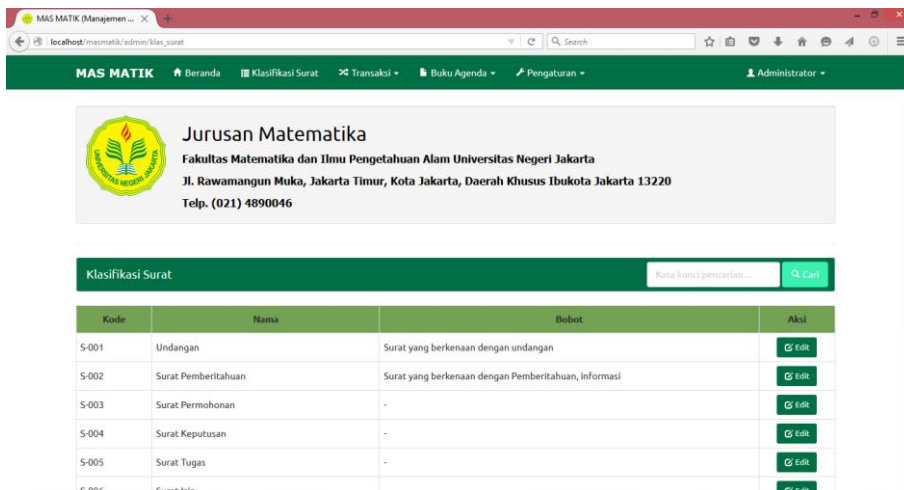 MAS MATIK (Manajemen ...
localhost/masmatik/admin/klas_surat
Search
MAS MATIK Beranda Klasifikasi Surat Transaksi Buku Agenda Pengaturan Administrator
UNIVERSITAS NEGERI JAKARTA
Jurusan Matematika
Fakultas Matematika dan Ilmu Pengetahuan Alam Universitas Negeri Jakarta
Jl. Rawamangun Muka, Jakarta Timur, Kota Jakarta, Daerah Khusus Ibukota Jakarta 13220
Telp. (021) 4890046
Klasifikasi Surat Kata kunci pencarian ... Cari
Kode Nama Bobot Aksi
S-001 Undangan Surat yang berkenaan dengan undangan Edit
S-002 Surat Pemberitahuan Surat yang berkenaan dengan Pemberitahuan, informasi Edit
S-003 Surat Permohonan - Edit
S-004 Surat Keputusan - Edit
S-005 Surat Tugas - Edit